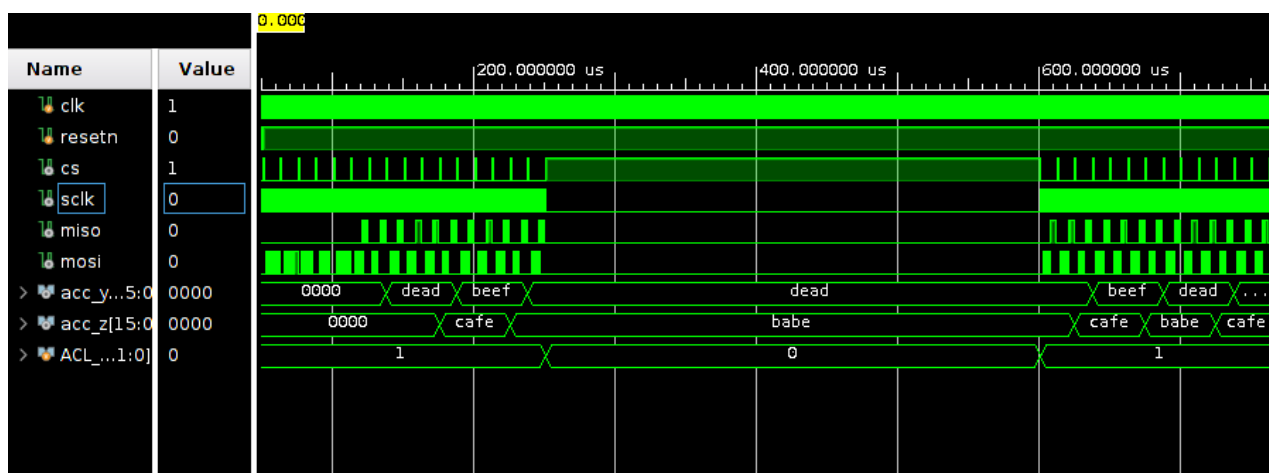 0.000
Name Value 200.000000 us 400.000000 us 600.000000 us
clk 1
resetn 0
cs 1
sclk 0
miso 0
mosi 0
> acc_y...5:0 0000 0000 dead beef dead beef dead ...
> acc_z[15:0 0000 0000 cafe babe cafe babe cafe
> ACL_...1:0] 0 1 0 1